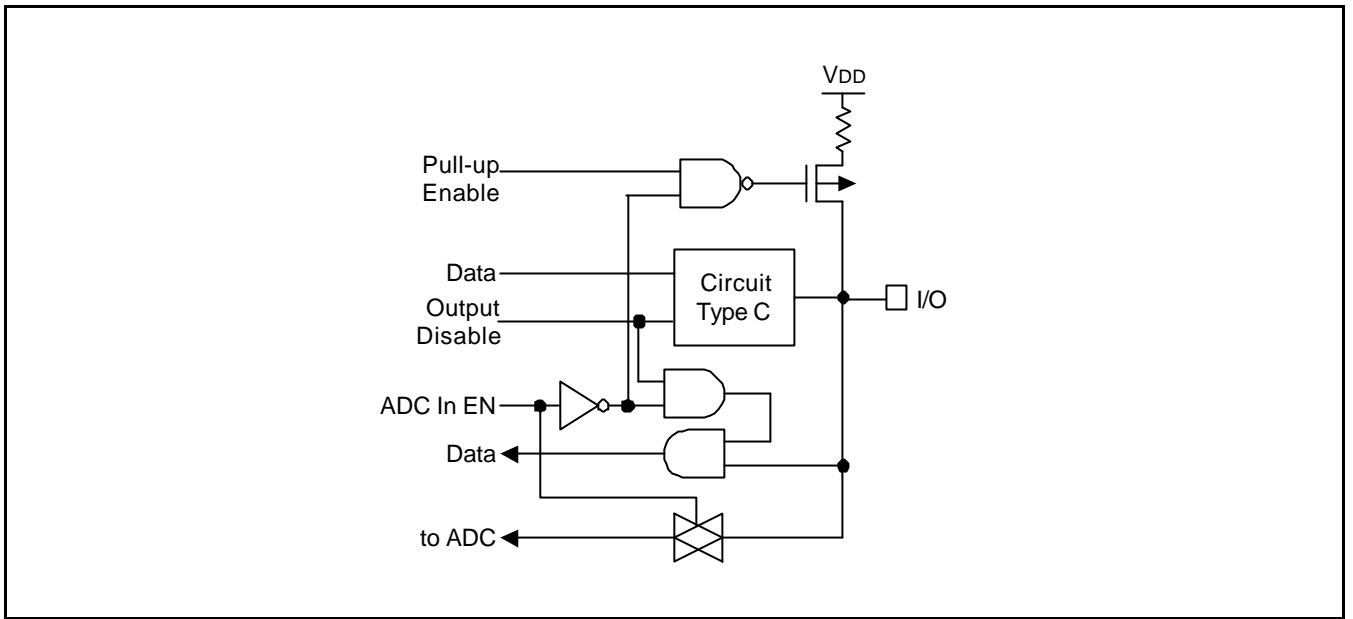 VDD
Pull-up
Enable
Data
Circuit
Type C
I/O
Output
Disable
ADC In EN
Data
to ADC